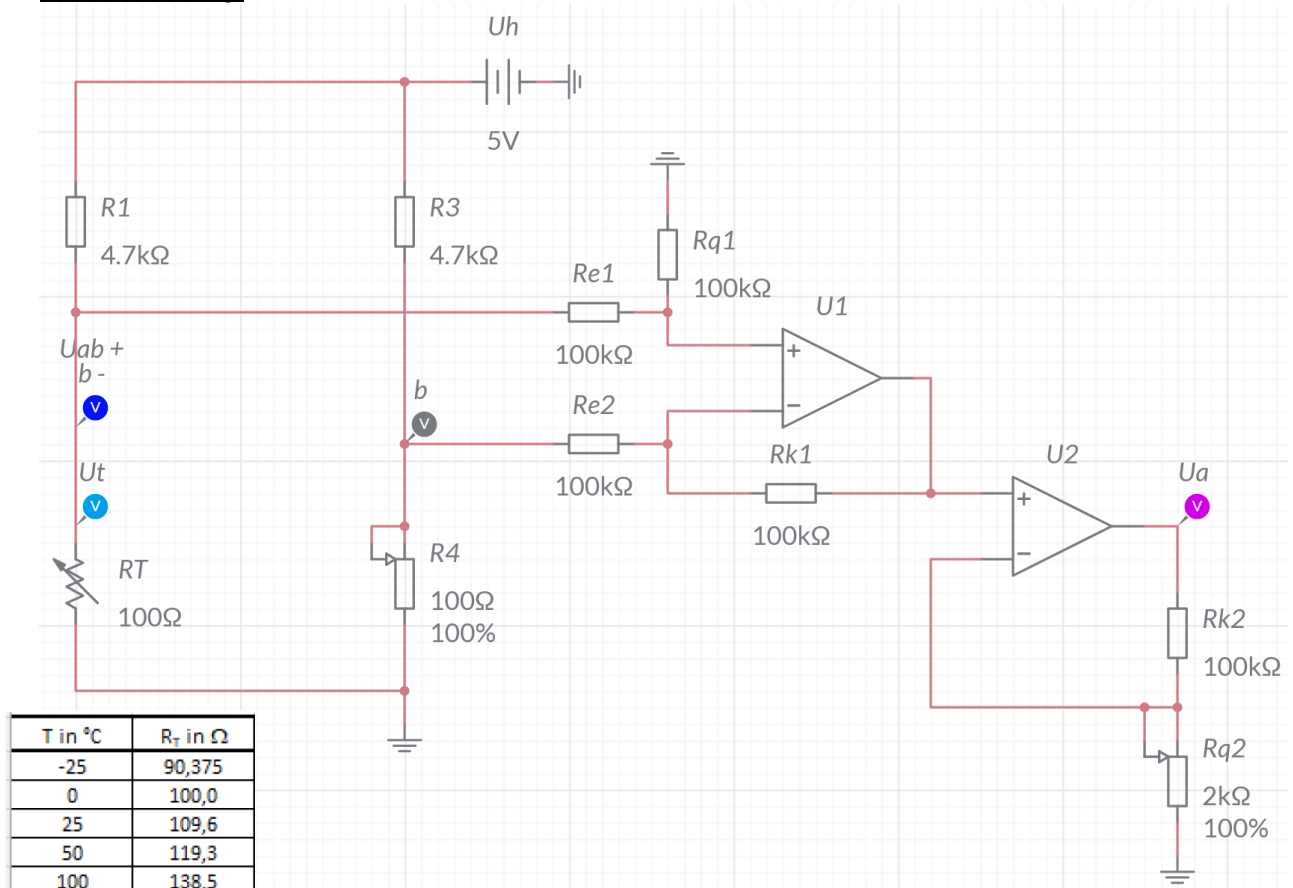 Uh
5V
R1
4.7kΩ
R3
4.7kΩ
Rq1
100kΩ
Re1
100kΩ
U1
+
−
Uab +
b -
V
b
V
Re2
100kΩ
Rk1
100kΩ
Ut
V
U2
+
−
Ua
V
RT
100Ω
R4
100Ω
100%
Rk2
100kΩ
Rq2
2kΩ
100%
T in °C R_T in Ω
-25 90,375
0 100,0
25 109,6
50 119,3
100 138,5